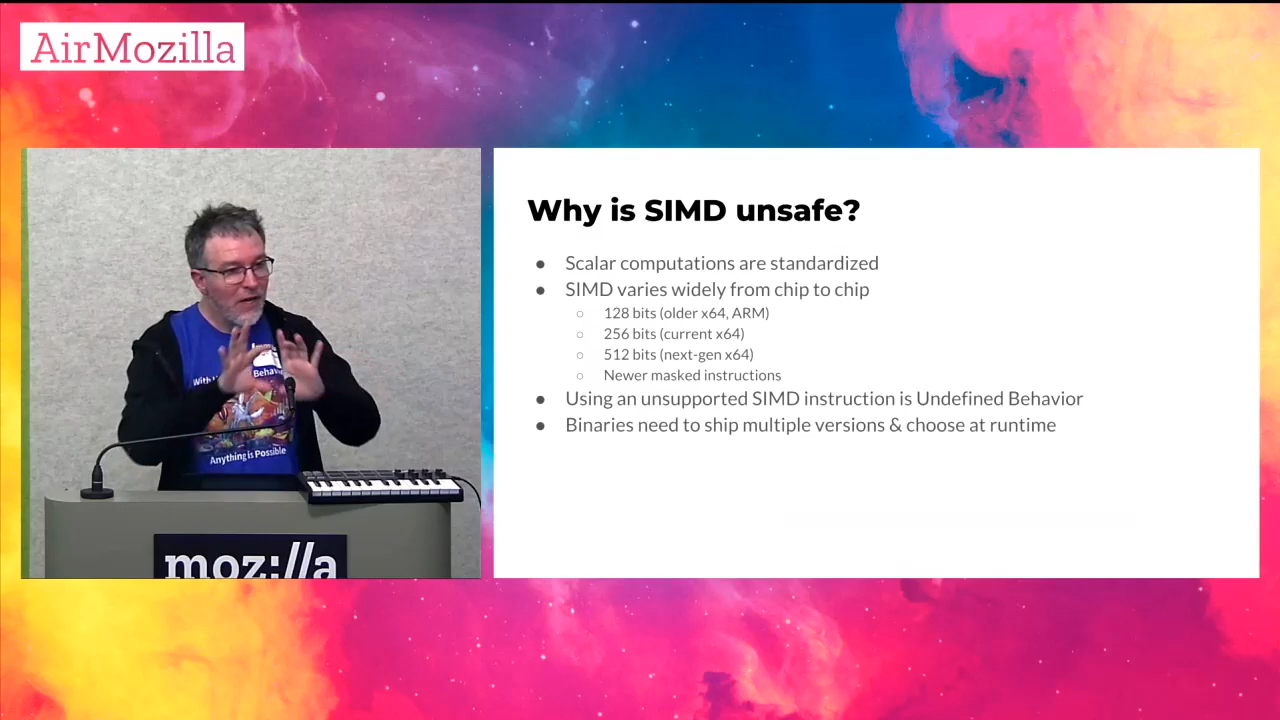 AirMozilla
Behav
Anything is Possible
moz://a
Why is SIMD unsafe?
Scalar computations are standardized
SIMD varies widely from chip to chip
128 bits (older x64, ARM)
256 bits (current x64)
512 bits (next-gen x64)
Newer masked instructions
Using an unsupported SIMD instruction is Undefined Behavior
Binaries need to ship multiple versions & choose at runtime